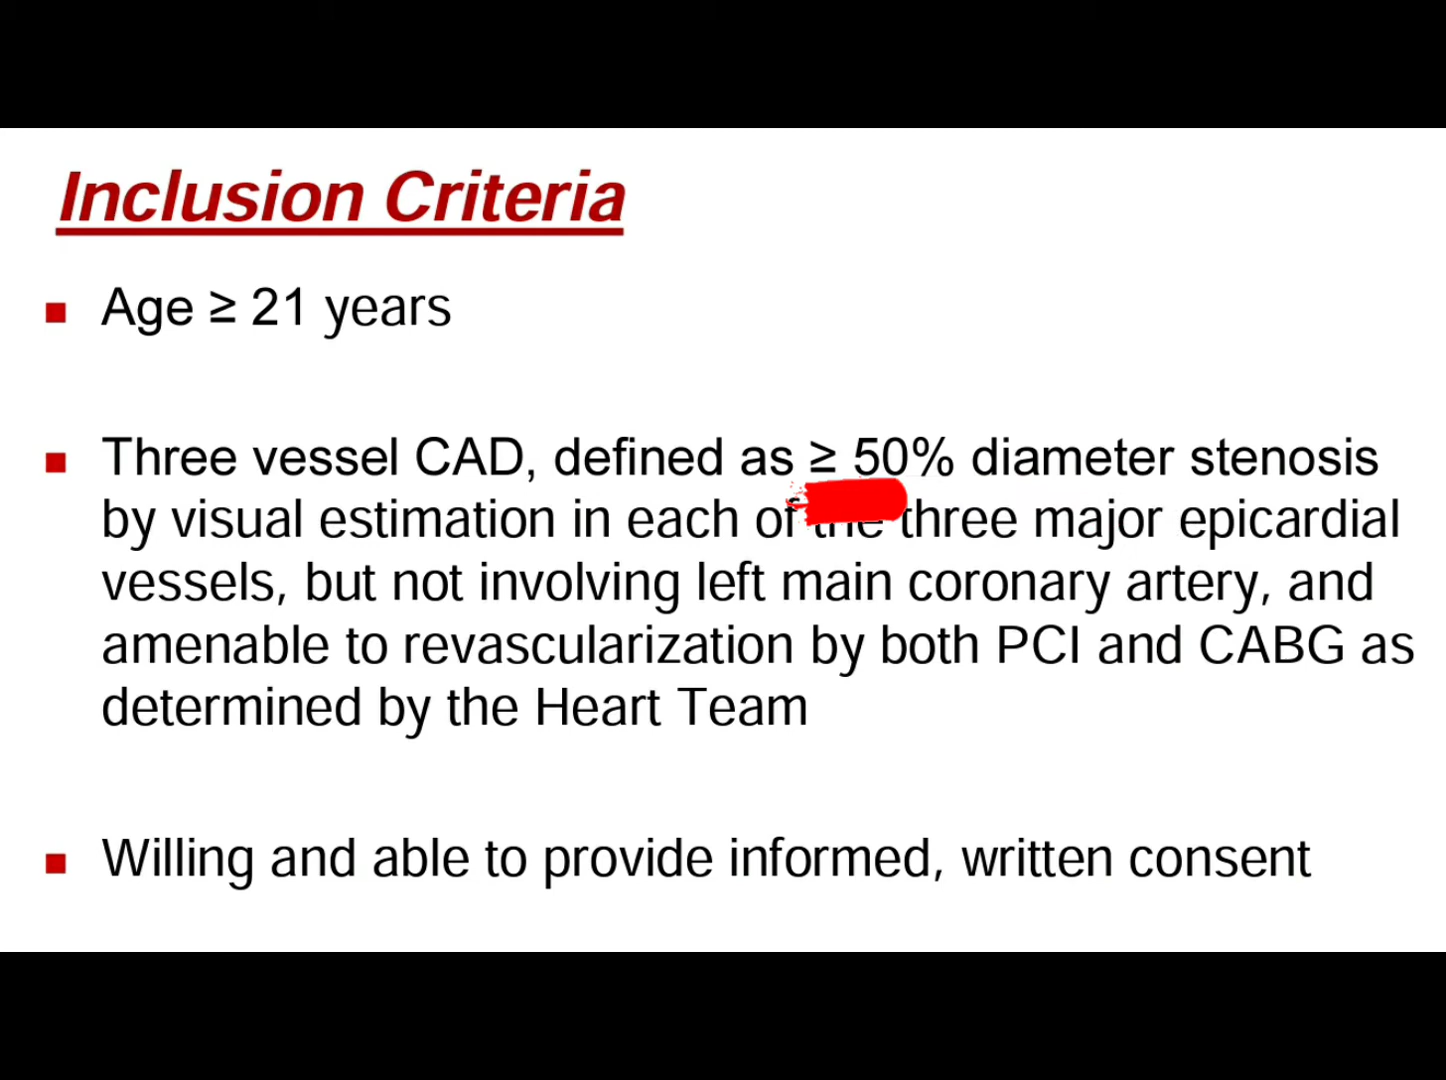 Inclusion Criteria
Age ≥ 21 years
Three vessel CAD, defined as ≥ 50% diameter stenosis
by visual estimation in each of the three major epicardial
vessels, but not involving left main coronary artery, and
amenable to revascularization by both PCI and CABG as
determined by the Heart Team
Willing and able to provide informed, written consent